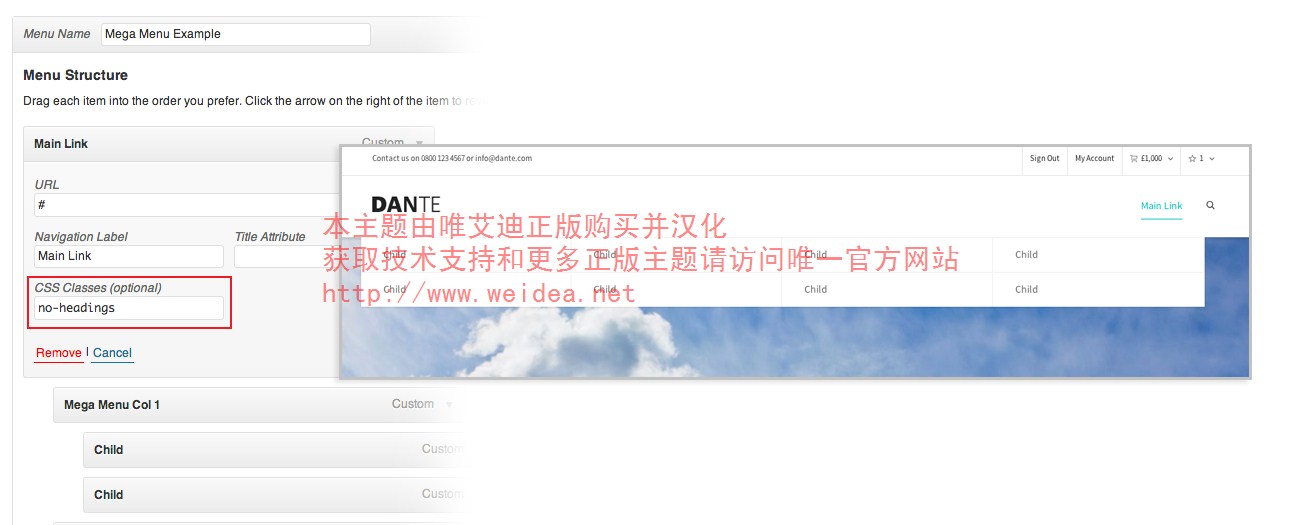 Menu Name Mega Menu Example
Menu Structure
Drag each item into the order you prefer. Click the arrow on the right of the item to
Main Link Custom
URL
#
Navigation Label Title Attribute
Main Link
CSS Classes (optional)
no-headings
Remove | Cancel
Mega Menu Col 1 Custom
Child Custom
Child Custom
Contact us on 0800 123 4567 or info@dante.com Sign Out My Account £1,000 1
DANTE Main Link
Child Child Child Child
Child Child Child Child
本主题由唯艾迪正版购买并汉化
获取技术支持和更多正版主题请访问唯一官方网站
http://www.weidea.net